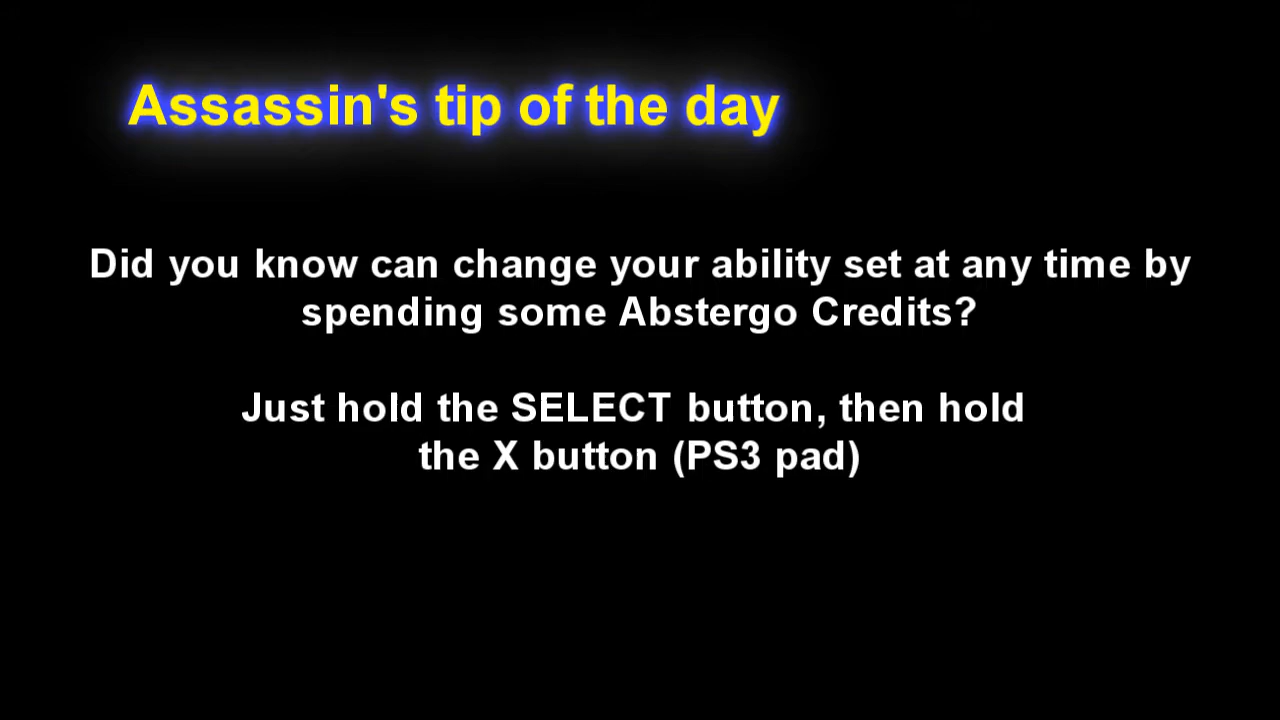 Assassin's tip of the day
Did you know can change your ability set at any time by
spending some Abstergo Credits?
Just hold the SELECT button, then hold
the X button (PS3 pad)